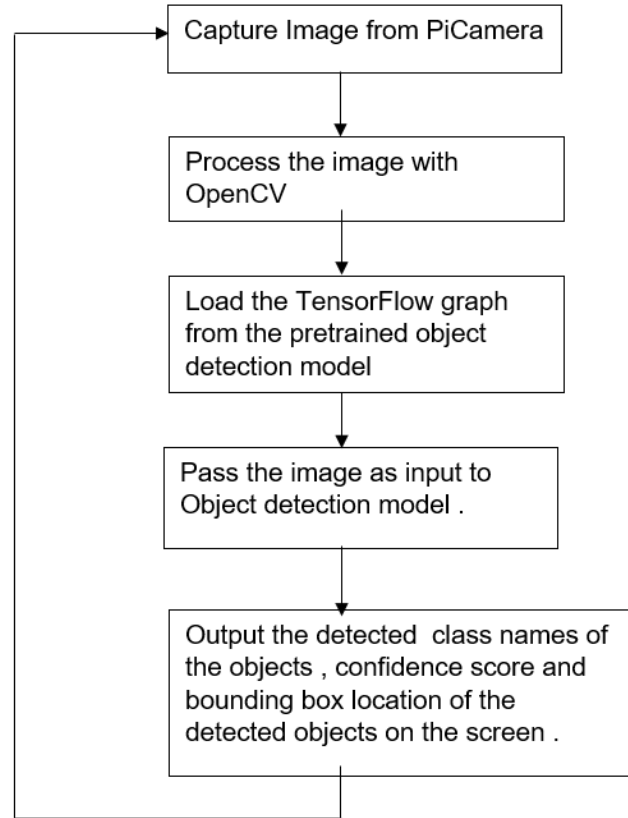 Capture Image from PiCamera
Process the image with
OpenCV
Load the TensorFlow graph
from the pretrained object
detection model
Pass the image as input to
Object detection model .
Output the detected  class names of
the objects , confidence score and
bounding box location of the
detected objects on the screen .